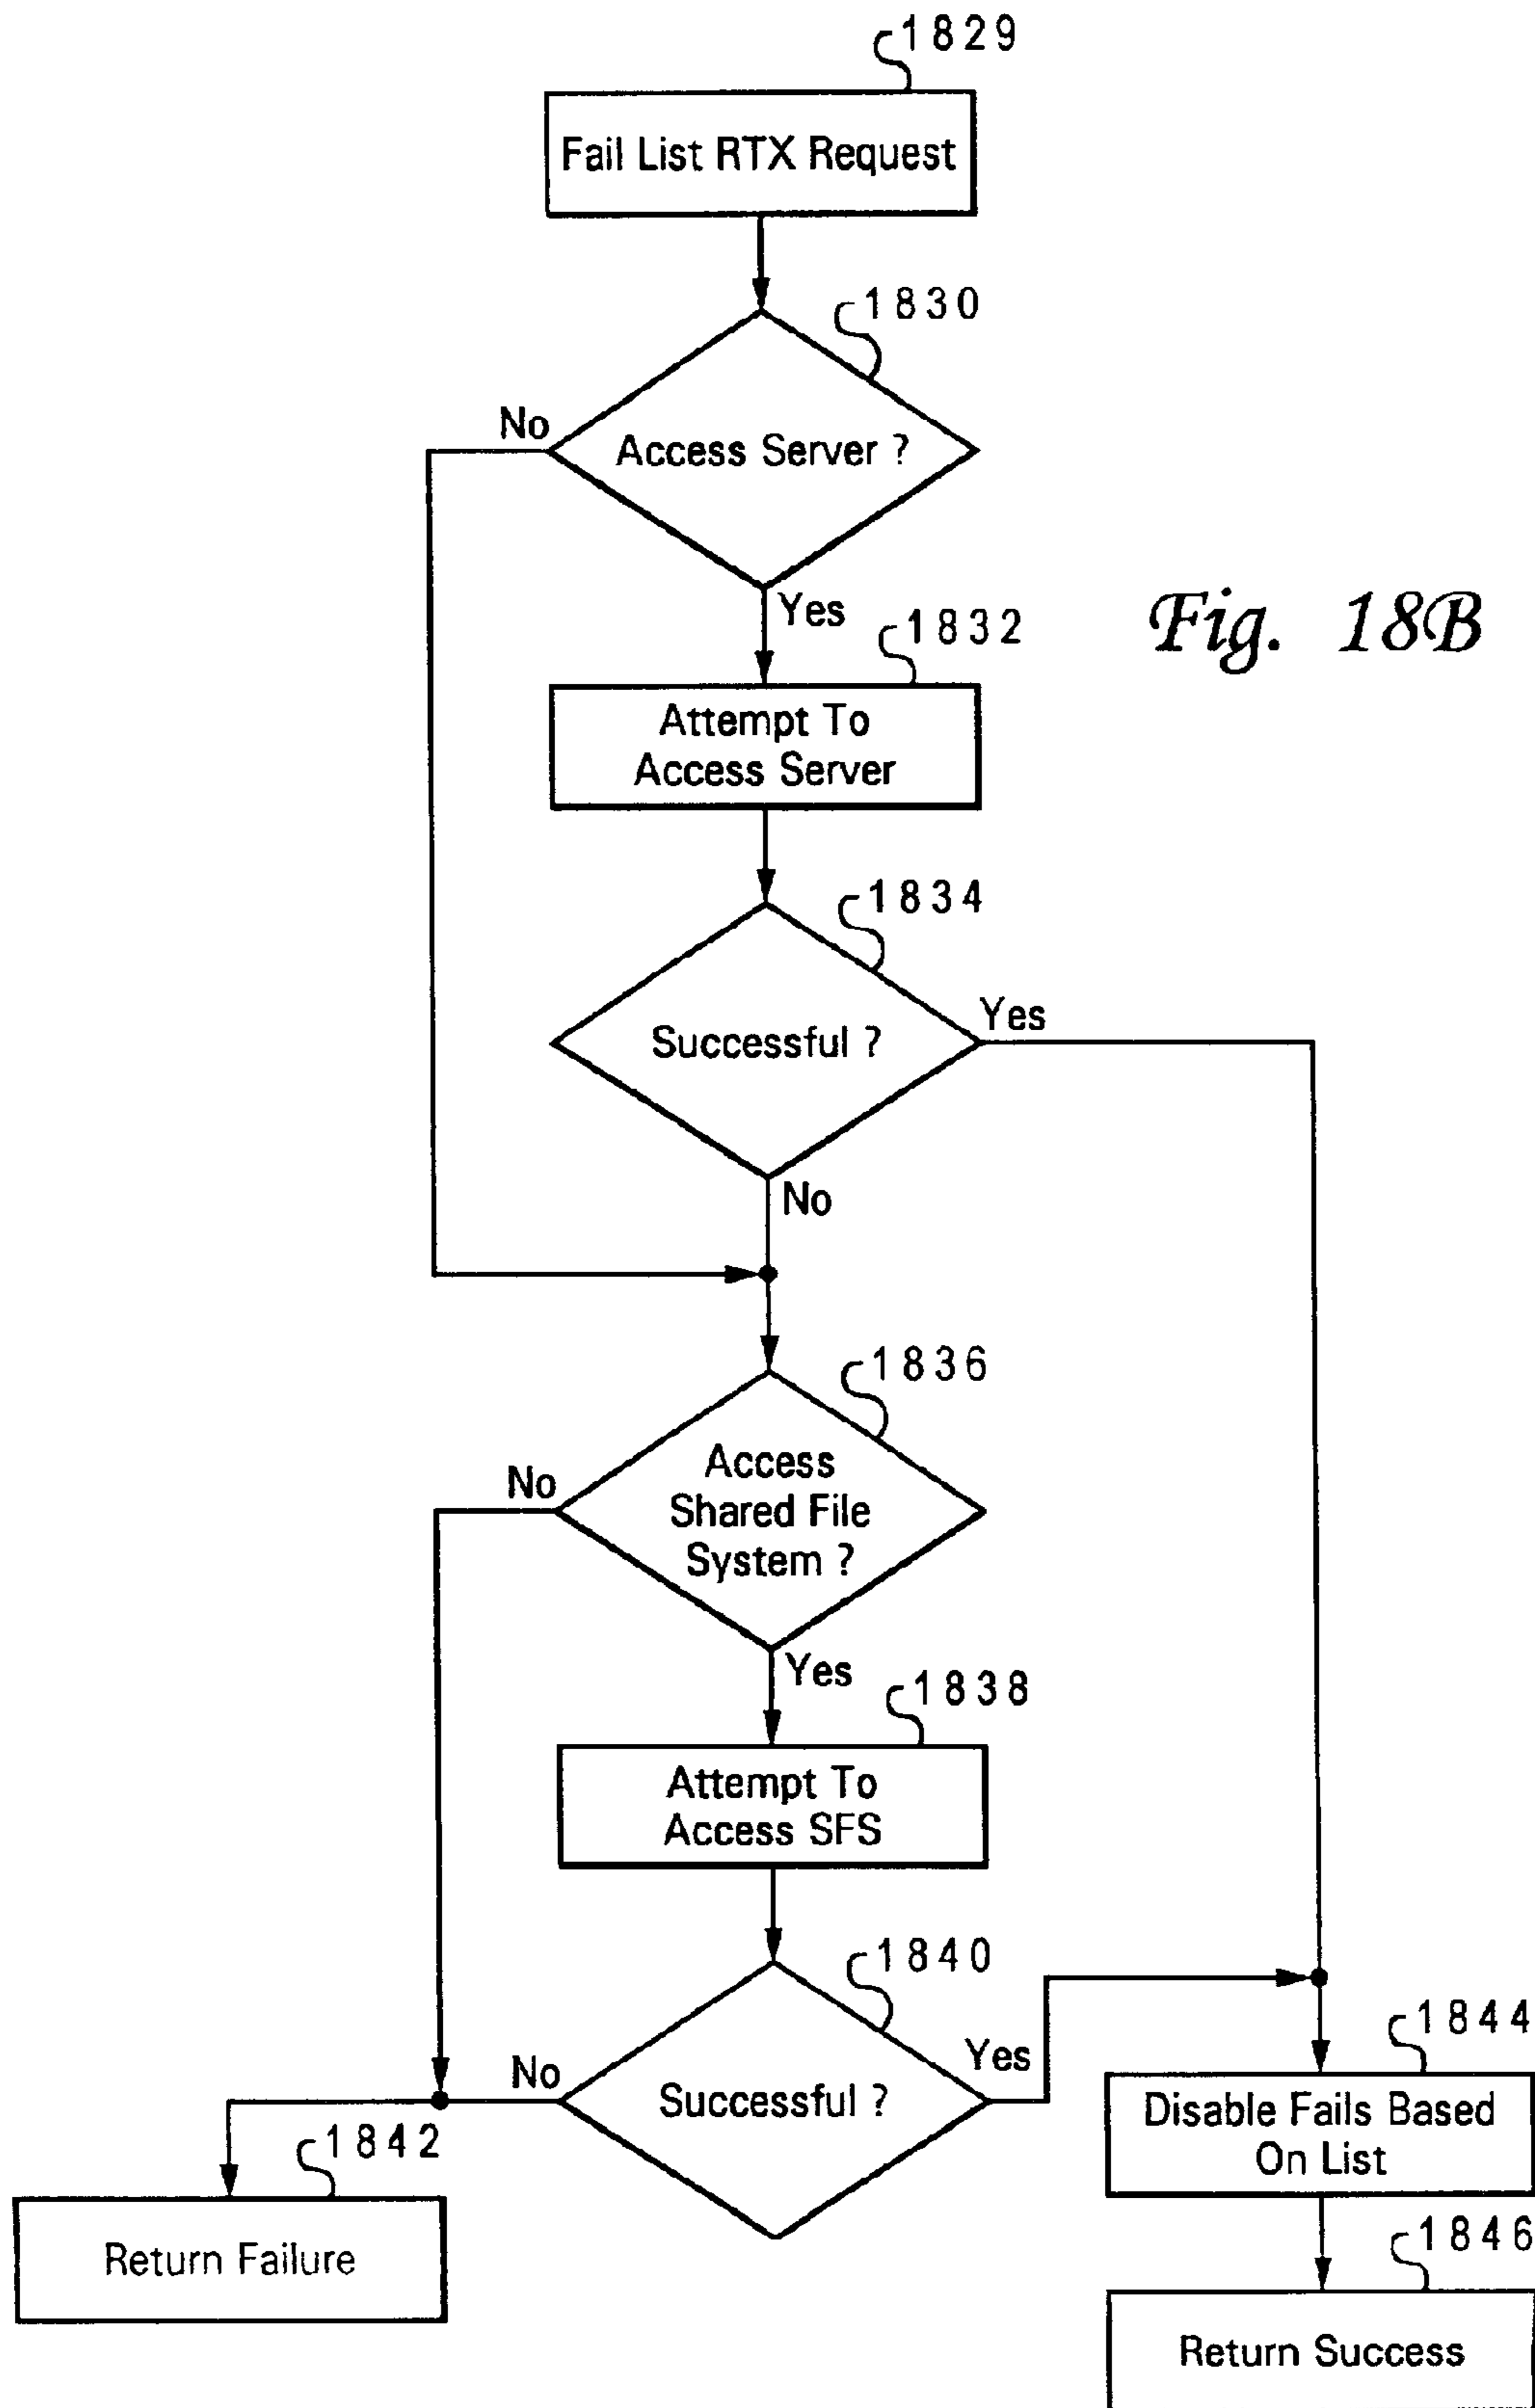 1829
Fail List RTX Request
1830
No
Access Server ?
Yes
Fig. 18B
1832
Attempt To
Access Server
1834
Yes
Successful ?
No
1836
No
Access
Shared File
System ?
Yes
1838
Attempt To
Access SFS
1840
No
Yes
Successful ?
1844
Disable Fails Based
On List
1842
Return Failure
1846
Return Success